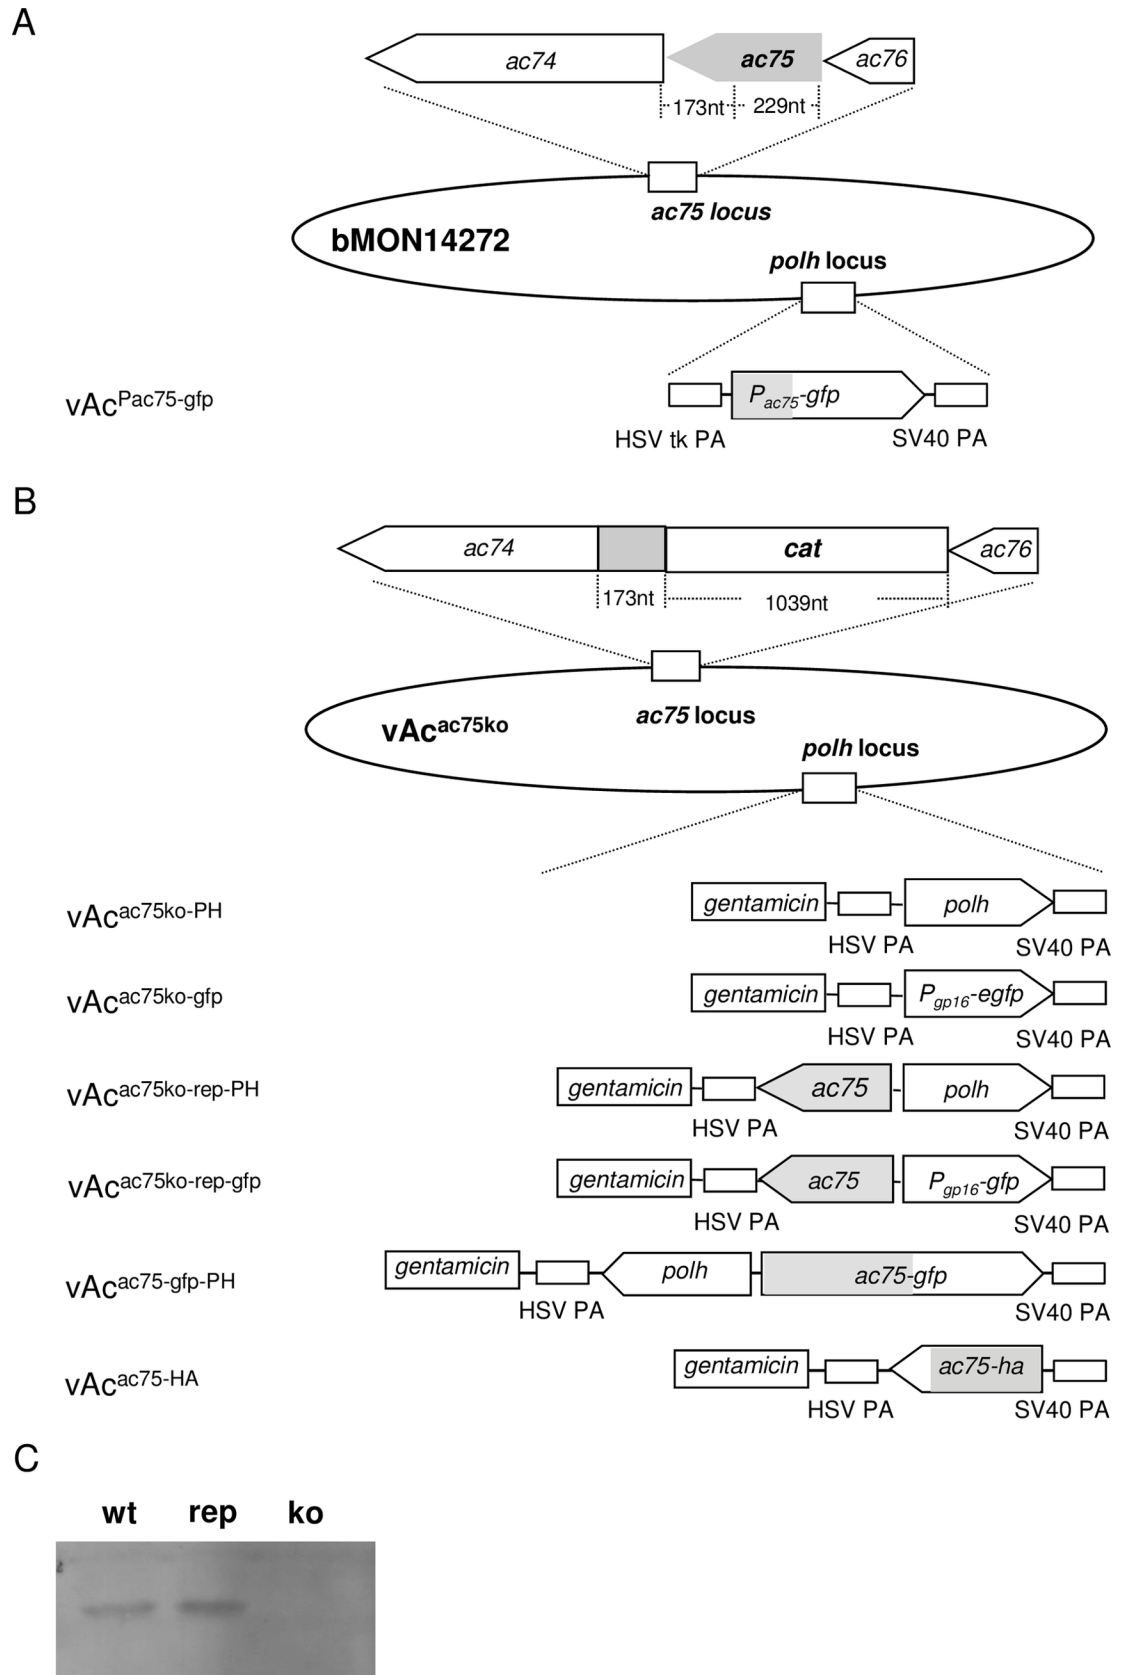 A
ac74 ac75 ac76
173nt 229nt
ac75 locus
bMON14272
polh locus
vAcPac75-gfp
Pac75-gfp
HSV tk PA SV40 PA
B
ac74 cat ac76
173nt 1039nt
ac75 locus
vAcac75ko
polh locus
vAcac75ko-PH
gentamicin polh
HSV PA SV40 PA
vAcac75ko-gfp
gentamicin Pgp16-egfp
HSV PA SV40 PA
vAcac75ko-rep-PH
gentamicin ac75 polh
HSV PA SV40 PA
vAcac75ko-rep-gfp
gentamicin ac75 Pgp16-gfp
HSV PA SV40 PA
vAcac75-gfp-PH
gentamicin polh ac75-gfp
HSV PA SV40 PA
vAcac75-HA
gentamicin ac75-ha
HSV PA SV40 PA
C
wt rep ko